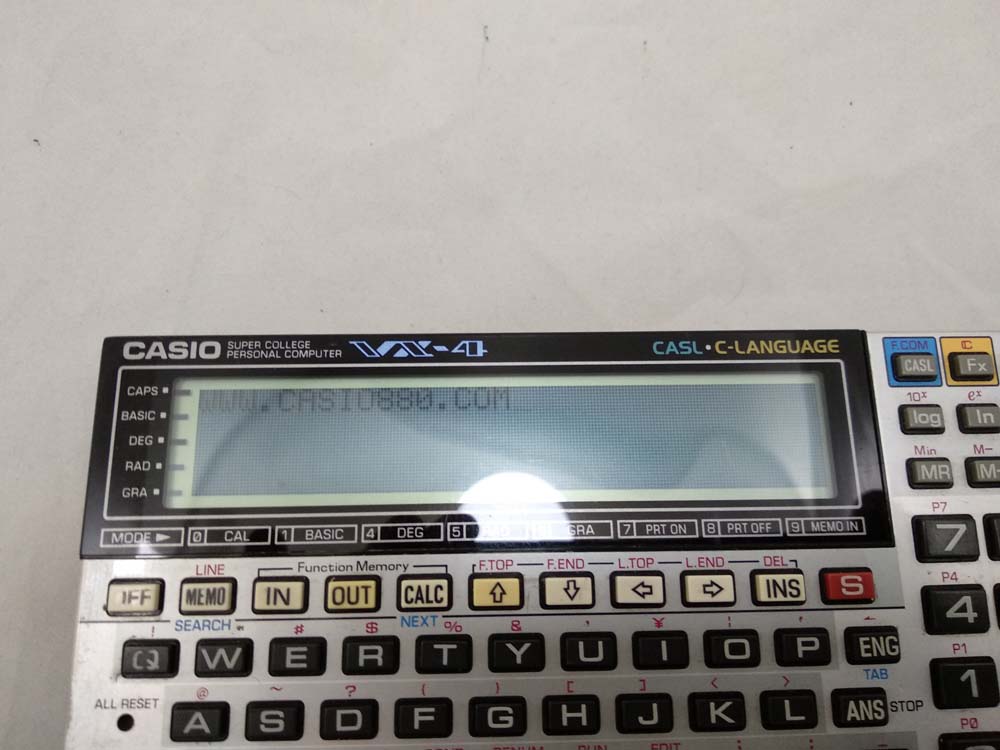 CASIO SUPER COLLEGE PERSONAL COMPUTER VX-4 CASL・C-LANGUAGE
F.COM C
CASL Fx
CAPS
WWW.CASIO880.COM
BASIC
DEG
RAD
GRA
10ˣ eˣ
log ln
Min M-
MR M-
MODE ► 0 CAL 1 BASIC 4 DEG 5 GRA 7 PRT ON 8 PRT OFF 9 MEMO IN
P7
7
LINE Function Memory F.TOP F.END L.TOP L.END DEL
OFF MEMO IN OUT CALC ⇧ ⇩ ⇦ ⇨ INS S
P4
4
! SEARCH " # $ NEXT % & ' ¥
W E R T Y U I O P ENG
TAB
P1
1
ALL RESET
@ ~ ? ( ) [ ] < >
A S D F G H J K L ANS STOP
P0